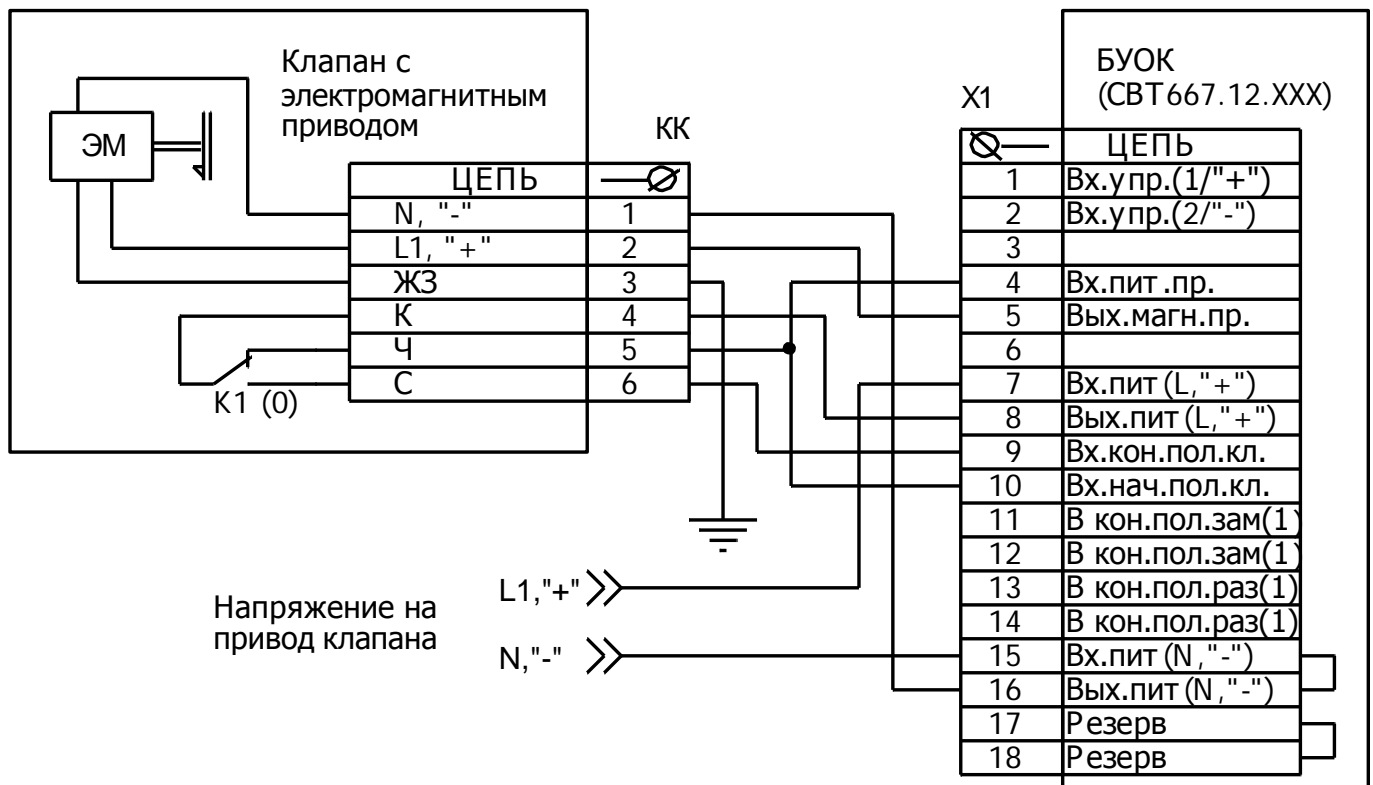 Клапан с
электромагнитным
приводом
ЭМ
КК
ЦЕПЬ
N, "-" 1
L1, "+" 2
ЖЗ 3
К 4
Ч 5
С 6
К1 (0)
Напряжение на
привод клапана
L1,"+"
N,"-"
БУОК
(СВТ667.12.ХХХ)
Х1
ЦЕПЬ
1 Вх.упр.(1/"+")
2 Вх.упр.(2/"-")
3
4 Вх.пит.пр.
5 Вых.магн.пр.
6
7 Вх.пит(L,"+")
8 Вых.пит(L,"+")
9 Вх.кон.пол.кл.
10 Вх.нач.пол.кл.
11 В кон.пол.зам(1)
12 В кон.пол.зам(1)
13 В кон.пол.раз(1)
14 В кон.пол.раз(1)
15 Вх.пит(N,"-")
16 Вых.пит(N,"-")
17 Резерв
18 Резерв